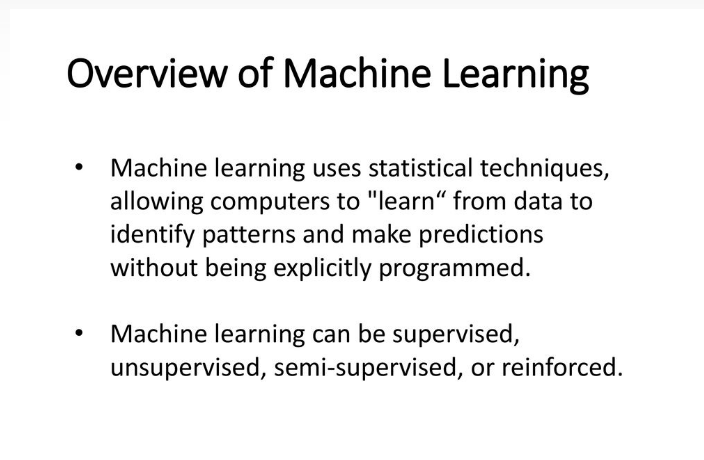 Overview of Machine Learning
• Machine learning uses statistical techniques,
allowing computers to "learn“ from data to
identify patterns and make predictions
without being explicitly programmed.
• Machine learning can be supervised,
unsupervised, semi-supervised, or reinforced.